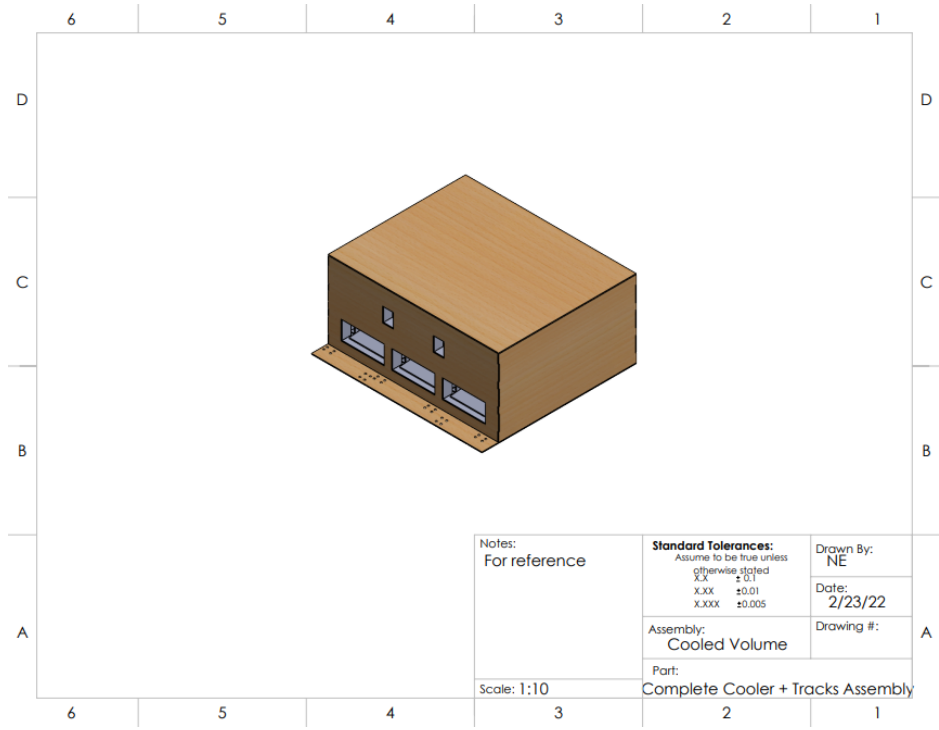 6 5 4 3 2 1
D D
C C
B B
A A
Notes:
For reference
Scale: 1:10
Standard Tolerances:
Assume to be true unless
otherwise stated
X.X ± 0.1
X.XX ±0.01
X.XXX ±0.005
Drawn By:
NE
Date:
2/23/22
Assembly:
Cooled Volume
Drawing #:
Part:
Complete Cooler + Tracks Assembly
6 5 4 3 2 1